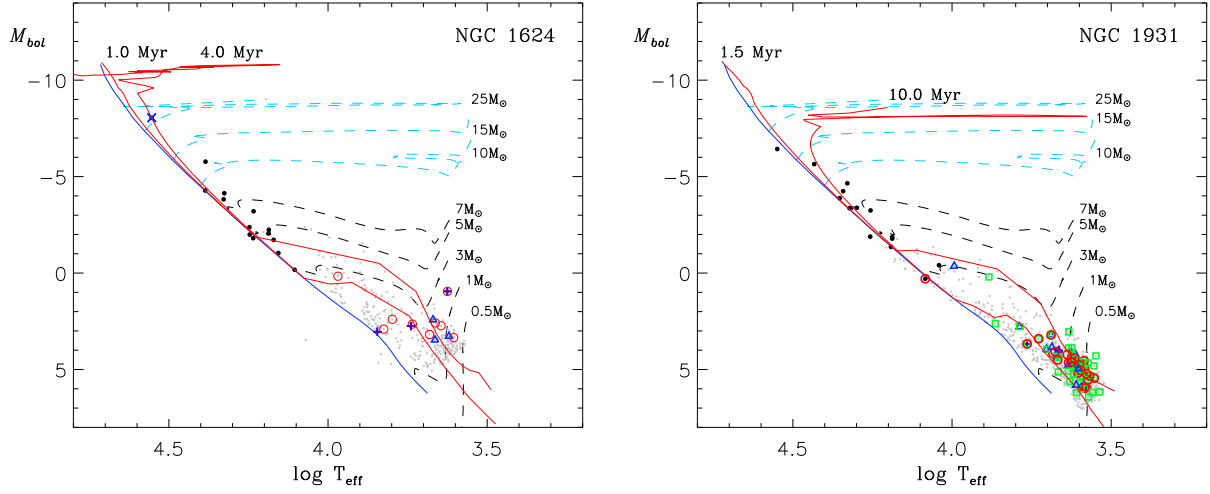 M_bol
NGC 1624
1.0 Myr
4.0 Myr
−10
−5
0
5
25M⊙
15M⊙
10M⊙
7M⊙
5M⊙
3M⊙
1M⊙
0.5M⊙
4.5
4.0
3.5
log T_eff
M_bol
NGC 1931
1.5 Myr
10.0 Myr
−10
−5
0
5
25M⊙
15M⊙
10M⊙
7M⊙
5M⊙
3M⊙
1M⊙
0.5M⊙
4.5
4.0
3.5
log T_eff